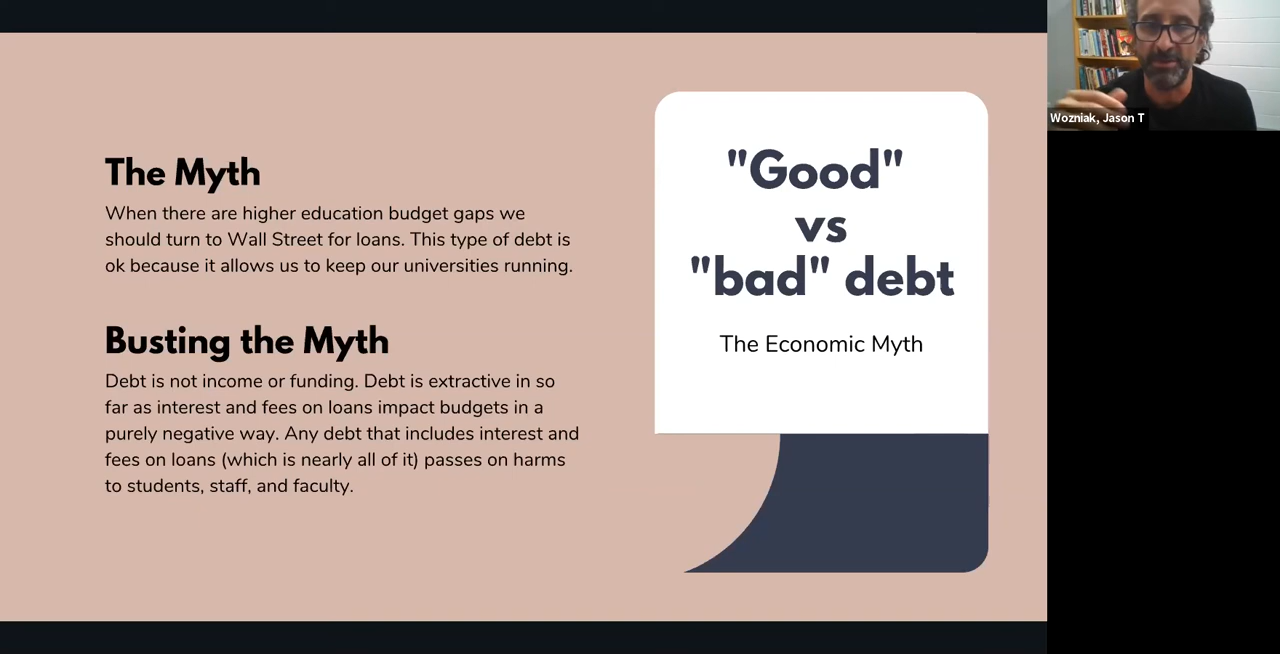 The Myth
When there are higher education budget gaps we
should turn to Wall Street for loans. This type of debt is
ok because it allows us to keep our universities running.
Busting the Myth
Debt is not income or funding. Debt is extractive in so
far as interest and fees on loans impact budgets in a
purely negative way. Any debt that includes interest and
fees on loans (which is nearly all of it) passes on harms
to students, staff, and faculty.
"Good"
vs
"bad" debt
The Economic Myth
Wozniak, Jason T